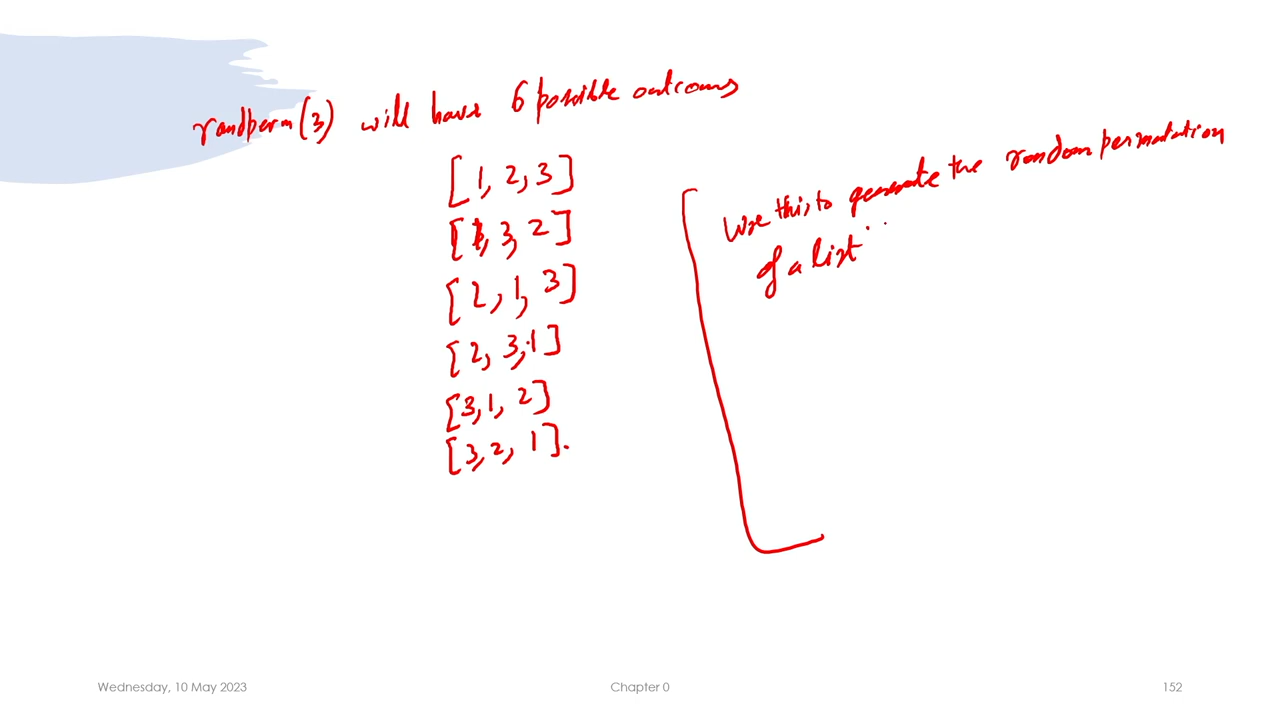 randperm(3) will have 6 possible outcomes
[1, 2, 3]
[1, 3, 2]
[2, 1, 3]
[2, 3, 1]
[3, 1, 2]
[3, 2, 1].
Use this to generate the random permutation
of a list
Wednesday, 10 May 2023
Chapter 0
152